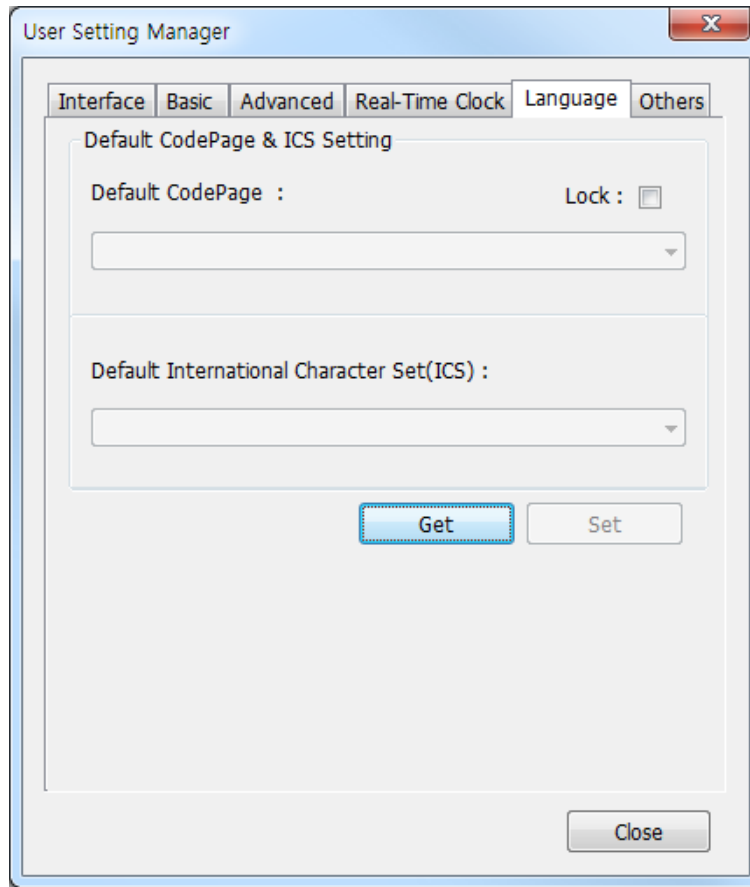 User Setting Manager
Interface Basic Advanced Real-Time Clock Language Others
Default CodePage & ICS Setting
Default CodePage : Lock :
Default International Character Set(ICS) :
Get Set
Close